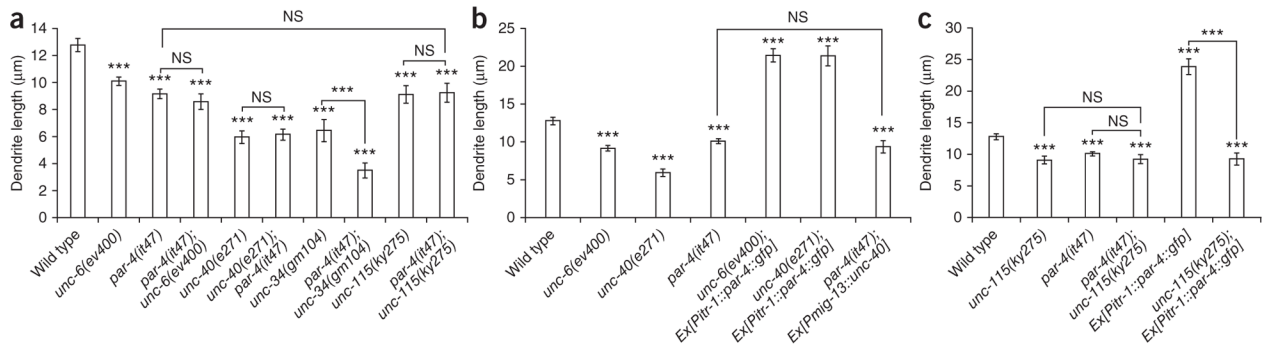 a
NS
14
12
10
8
6
4
2
0
Dendrite length (μm)
***
***
NS
***
***
NS
***
***
***
***
***
NS
***
Wild type
unc-6(ev400)
par-4(it47)
par-4(it47);
unc-6(ev400)
unc-40(e271)
unc-40(e271);
par-4(it47)
unc-34(gm104)
par-4(it47);
unc-34(gm104)
unc-115(ky275)
par-4(it47);
unc-115(ky275)
b
NS
25
20
15
10
5
0
Dendrite length (μm)
***
***
***
***
***
***
Wild type
unc-6(ev400)
unc-40(e271)
par-4(it47)
unc-6(ev400);
Ex[Pitr-1::par-4::gfp]
unc-40(e271);
Ex[Pitr-1::par-4::gfp]
par-4(it47);
Ex[Pmig-13::unc-40]
c
30
25
20
15
10
5
0
Dendrite length (μm)
NS
NS
***
***
***
***
***
***
Wild type
unc-115(ky275)
par-4(it47)
par-4(it47);
unc-115(ky275)
Ex[Pitr-1::par-4::gfp]
unc-115(ky275);
Ex[Pitr-1::par-4::gfp]